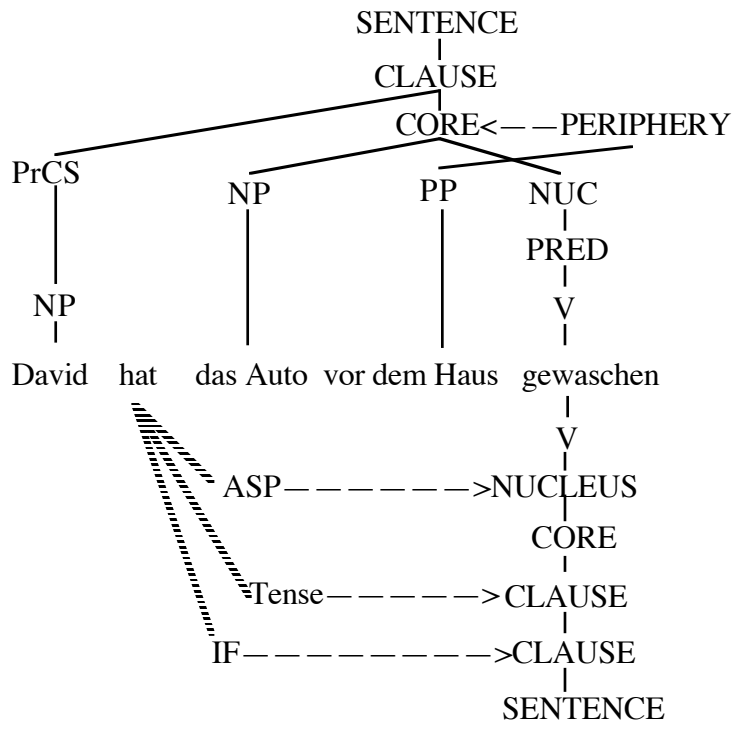 SENTENCE
CLAUSE
CORE<— —PERIPHERY
PrCS
NP PP NUC
PRED
NP V
David hat das Auto vor dem Haus gewaschen
V
ASP— — — — — —>NUCLEUS
CORE
Tense— — — — —>CLAUSE
IF— — — — — — —>CLAUSE
SENTENCE